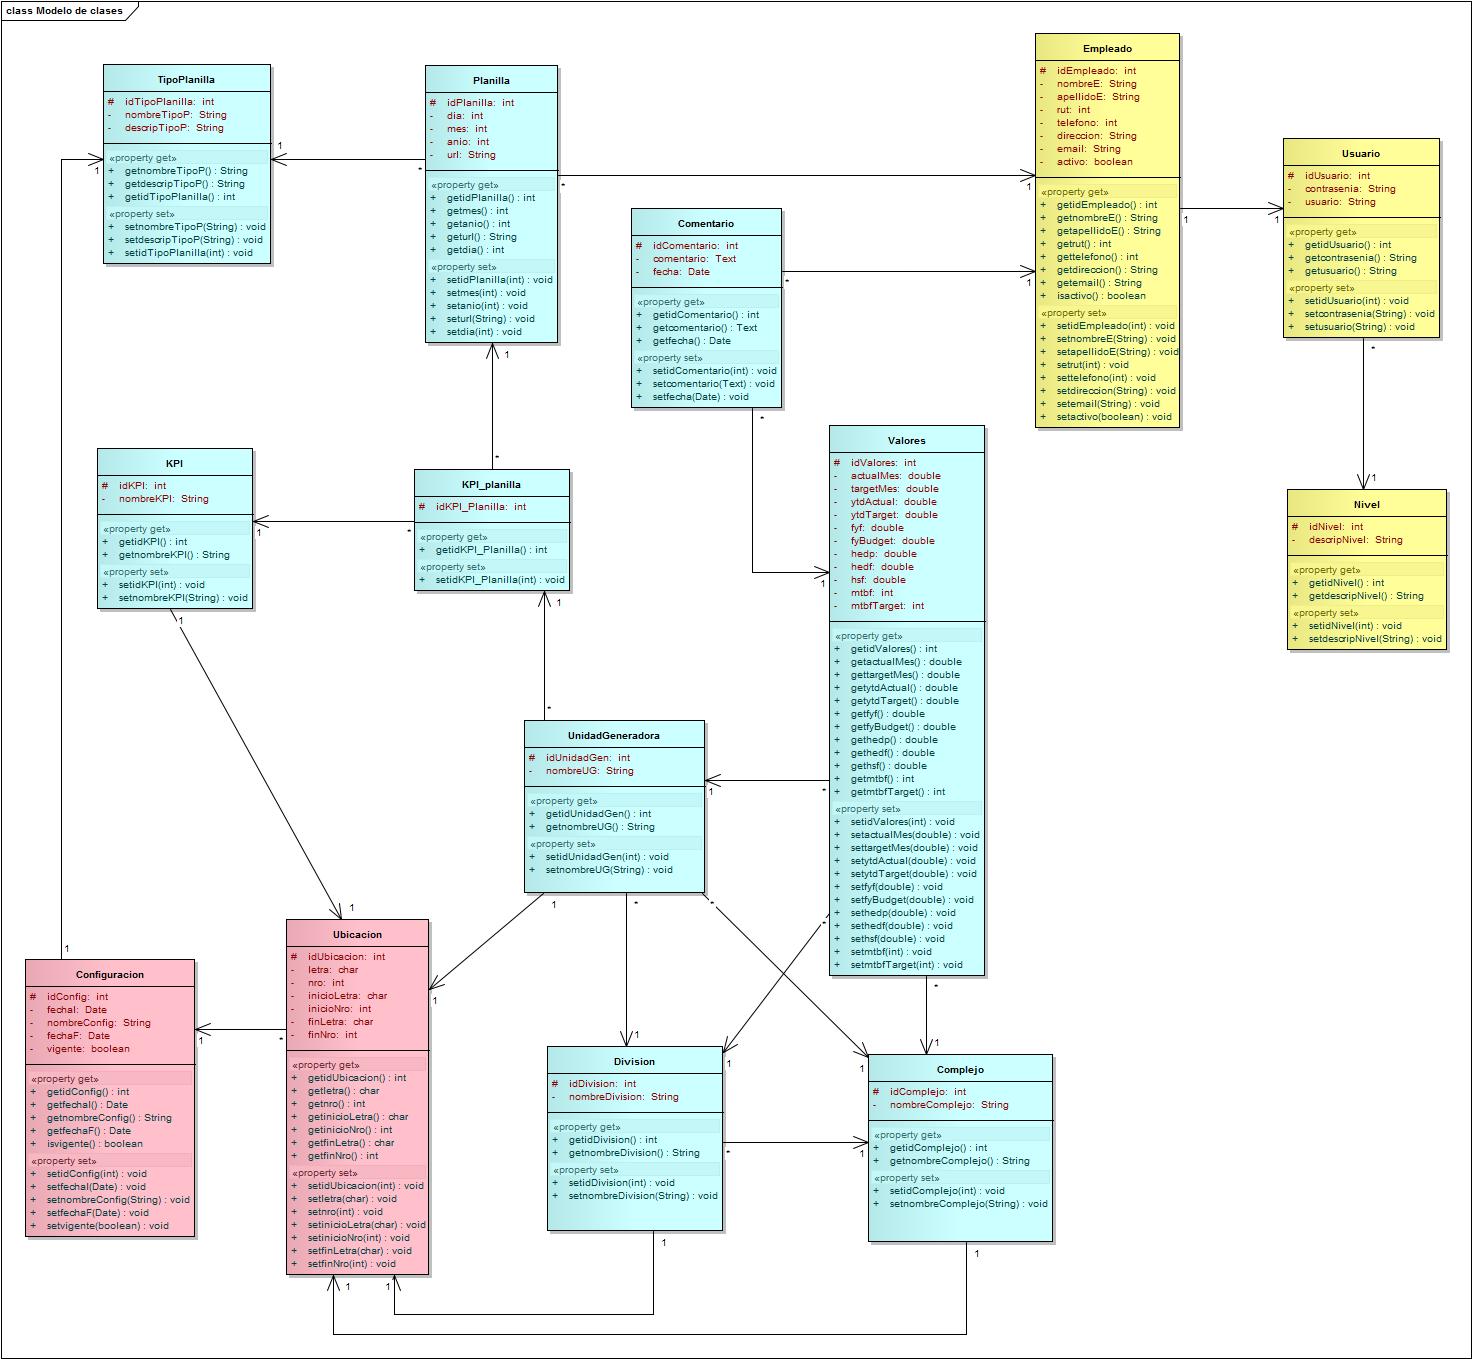 class Modelo de clases
TipoPlanilla
# idTipoPlanilla: int
- nombreTipoP: String
- descripTipoP: String
«property get»
+ getnombreTipoP() : String
+ getdescripTipoP() : String
+ getidTipoPlanilla() : int
«property set»
+ setnombreTipoP(String) : void
+ setdescripTipoP(String) : void
+ setidTipoPlanilla(int) : void
1
1
Planilla
# idPlanilla: int
- dia: int
- mes: int
- anio: int
- url: String
«property get»
+ getidPlanilla() : int
+ getmes() : int
+ getanio() : int
+ geturl() : String
+ getdia() : int
«property set»
+ setidPlanilla(int) : void
+ setmes(int) : void
+ setanio(int) : void
+ seturl(String) : void
+ setdia(int) : void
*
*
1
Comentario
# idComentario: int
- comentario: Text
- fecha: Date
«property get»
+ getidComentario() : int
+ getcomentario() : Text
+ getfecha() : Date
«property set»
+ setidComentario(int) : void
+ setcomentario(Text) : void
+ setfecha(Date) : void
*
*
Empleado
# idEmpleado: int
- nombreE: String
- apellidoE: String
- rut: int
- telefono: int
- direccion: String
- email: String
- activo: boolean
«property get»
+ getidEmpleado() : int
+ getnombreE() : String
+ getapellidoE() : String
+ getrut() : int
+ gettelefono() : int
+ getdireccion() : String
+ getemail() : String
+ isactivo() : boolean
«property set»
+ setidEmpleado(int) : void
+ setnombreE(String) : void
+ setapellidoE(String) : void
+ setrut(int) : void
+ settelefono(int) : void
+ setdireccion(String) : void
+ setemail(String) : void
+ setactivo(boolean) : void
1
1
1
1
Usuario
# idUsuario: int
- contrasenia: String
- usuario: String
«property get»
+ getidUsuario() : int
+ getcontrasenia() : String
+ getusuario() : String
«property set»
+ setidUsuario(int) : void
+ setcontrasenia(String) : void
+ setusuario(String) : void
*
1
Nivel
# idNivel: int
- descripNivel: String
«property get»
+ getidNivel() : int
+ getdescripNivel() : String
«property set»
+ setidNivel(int) : void
+ setdescripNivel(String) : void
KPI
# idKPI: int
- nombreKPI: String
«property get»
+ getidKPI() : int
+ getnombreKPI() : String
«property set»
+ setidKPI(int) : void
+ setnombreKPI(String) : void
1
1
*
KPI_planilla
# idKPI_Planilla: int
«property get»
+ getidKPI_Planilla() : int
«property set»
+ setidKPI_Planilla(int) : void
*
1
Valores
# idValores: int
- actualMes: double
- targetMes: double
- ytdActual: double
- ytdTarget: double
- fyf: double
- fyBudget: double
- hedp: double
- hedf: double
- hsf: double
- mtbf: int
- mtbfTarget: int
«property get»
+ getidValores() : int
+ getactualMes() : double
+ gettargetMes() : double
+ getytdActual() : double
+ getytdTarget() : double
+ getfyf() : double
+ getfyBudget() : double
+ gethedp() : double
+ gethedf() : double
+ gethsf() : double
+ getmtbf() : int
+ getmtbfTarget() : int
«property set»
+ setidValores(int) : void
+ setactualMes(double) : void
+ settargetMes(double) : void
+ setytdActual(double) : void
+ setytdTarget(double) : void
+ setfyf(double) : void
+ setfyBudget(double) : void
+ sethedp(double) : void
+ sethedf(double) : void
+ sethsf(double) : void
+ setmtbf(int) : void
+ setmtbfTarget(int) : void
1
*
*
*
*
UnidadGeneradora
# idUnidadGen: int
- nombreUG: String
«property get»
+ getidUnidadGen() : int
+ getnombreUG() : String
«property set»
+ setidUnidadGen(int) : void
+ setnombreUG(String) : void
1
1
*
*
Configuracion
# idConfig: int
- fechaI: Date
- nombreConfig: String
- fechaF: Date
- vigente: boolean
«property get»
+ getidConfig() : int
+ getfechaI() : Date
+ getnombreConfig() : String
+ getfechaF() : Date
+ isvigente() : boolean
«property set»
+ setidConfig(int) : void
+ setfechaI(Date) : void
+ setnombreConfig(String) : void
+ setfechaF(Date) : void
+ setvigente(boolean) : void
1
1
*
Ubicacion
# idUbicacion: int
- letra: char
- nro: int
- inicioLetra: char
- inicioNro: int
- finLetra: char
- finNro: int
«property get»
+ getidUbicacion() : int
+ getletra() : char
+ getnro() : int
+ getinicioLetra() : char
+ getinicioNro() : int
+ getfinLetra() : char
+ getfinNro() : int
«property set»
+ setidUbicacion(int) : void
+ setletra(char) : void
+ setnro(int) : void
+ setinicioLetra(char) : void
+ setinicioNro(int) : void
+ setfinLetra(char) : void
+ setfinNro(int) : void
1
1
1
1
Division
# idDivision: int
- nombreDivision: String
«property get»
+ getidDivision() : int
+ getnombreDivision() : String
«property set»
+ setidDivision(int) : void
+ setnombreDivision(String) : void
1
1
*
1
Complejo
# idComplejo: int
- nombreComplejo: String
«property get»
+ getidComplejo() : int
+ getnombreComplejo() : String
«property set»
+ setidComplejo(int) : void
+ setnombreComplejo(String) : void
1
1
1
1